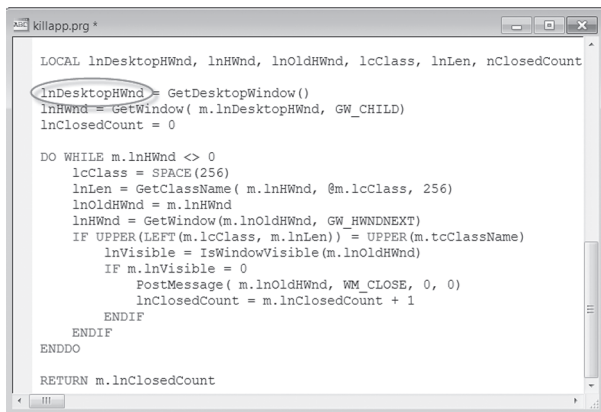 killapp.prg *
LOCAL lnDesktopHWnd, lnHWnd, lnOldHWnd, lcClass, lnLen, nClosedCount
lnDesktopHWnd = GetDesktopWindow()
lnHWnd = GetWindow( m.lnDesktopHWnd, GW_CHILD)
lnClosedCount = 0
DO WHILE m.lnHWnd <> 0
lcClass = SPACE(256)
lnLen = GetClassName( m.lnHWnd, @m.lcClass, 256)
lnOldHWnd = m.lnHWnd
lnHWnd = GetWindow(m.lnOldHWnd, GW_HWNDNEXT)
IF UPPER(LEFT(m.lcClass, m.lnLen)) = UPPER(m.tcClassName)
lnVisible = IsWindowVisible(m.lnOldHWnd)
IF m.lnVisible = 0
PostMessage( m.lnOldHWnd, WM_CLOSE, 0, 0)
lnClosedCount = m.lnClosedCount + 1
ENDIF
ENDIF
ENDDO
RETURN m.lnClosedCount